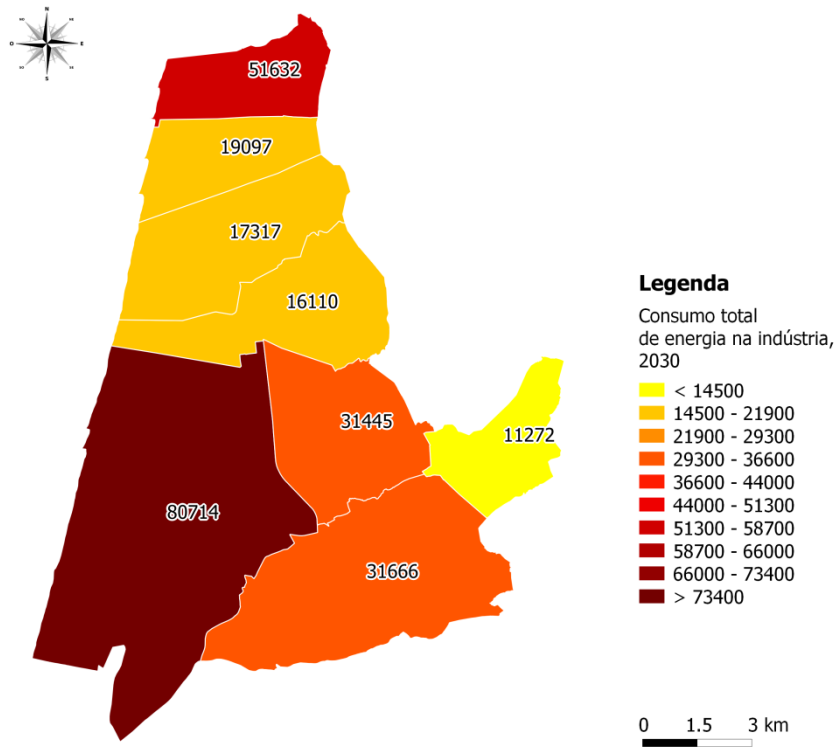 N
O
E
S
51632
19097
17317
16110
31445
11272
80714
31666
Legenda
Consumo total
de energia na indústria,
2030
< 14500
14500 - 21900
21900 - 29300
29300 - 36600
36600 - 44000
44000 - 51300
51300 - 58700
58700 - 66000
66000 - 73400
> 73400
0 1.5 3 km